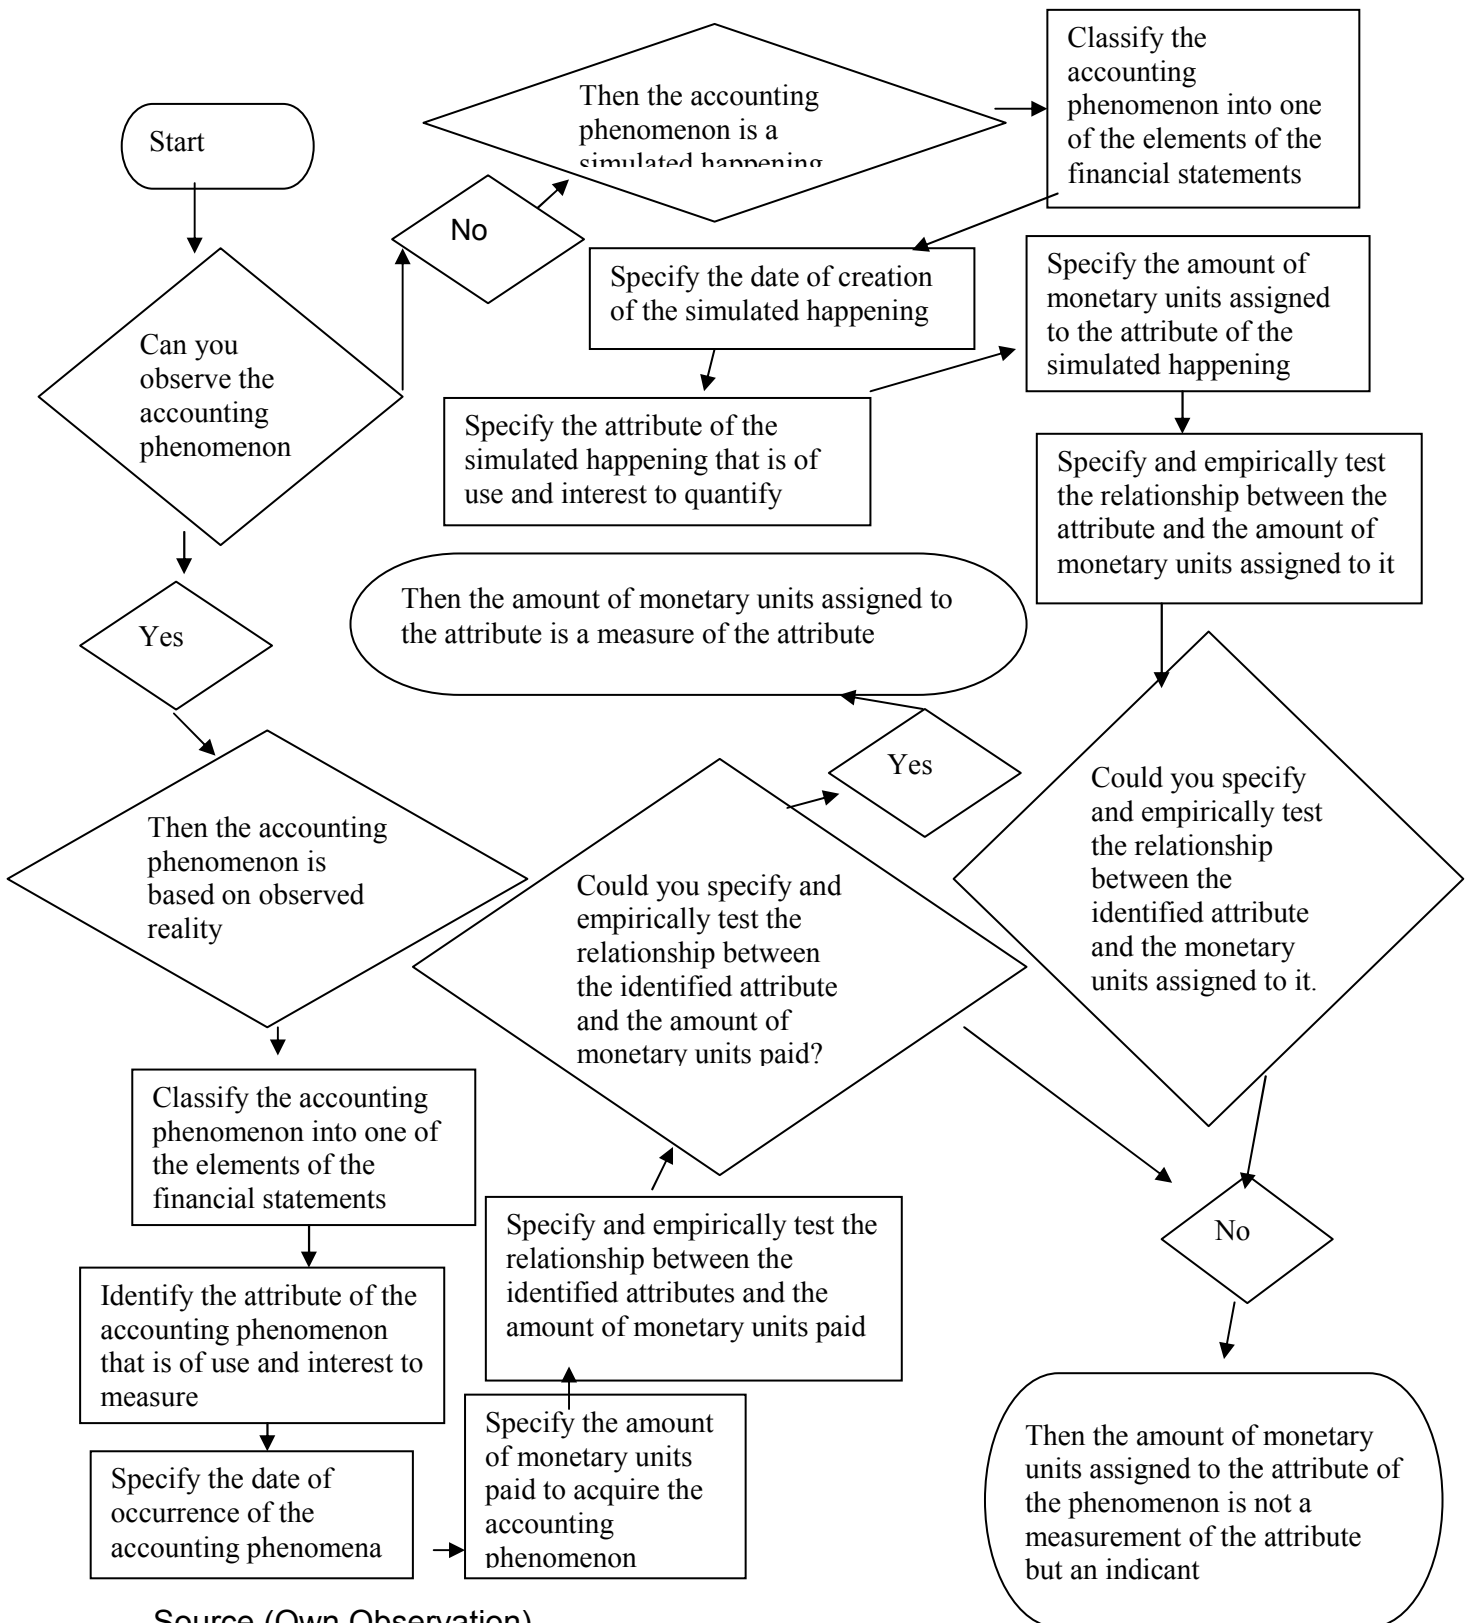 Start
Can you
observe the
accounting
phenomenon
No
Then the accounting
phenomenon is a
simulated happening
Classify the
accounting
phenomenon into one
of the elements of the
financial statements
Specify the date of creation
of the simulated happening
Specify the attribute of the
simulated happening that is of
use and interest to quantify
Specify the amount of
monetary units assigned
to the attribute of the
simulated happening
Specify and empirically test
the relationship between the
attribute and the amount of
monetary units assigned to it
Could you specify
and empirically test
the relationship
between the
identified attribute
and the monetary
units assigned to it.
Yes
Then the accounting
phenomenon is
based on observed
reality
Classify the accounting
phenomenon into one of
the elements of the
financial statements
Identify the attribute of the
accounting phenomenon
that is of use and interest to
measure
Specify the date of
occurrence of the
accounting phenomena
Specify the amount
of monetary units
paid to acquire the
accounting
phenomenon
Specify and empirically test the
relationship between the
identified attributes and the
amount of monetary units paid
Could you specify and
empirically test the
relationship between
the identified attribute
and the amount of
monetary units paid?
Yes
Then the amount of monetary units assigned to
the attribute is a measure of the attribute
No
Then the amount of monetary
units assigned to the attribute of
the phenomenon is not a
measurement of the attribute
but an indicant
Source (Own Observation)